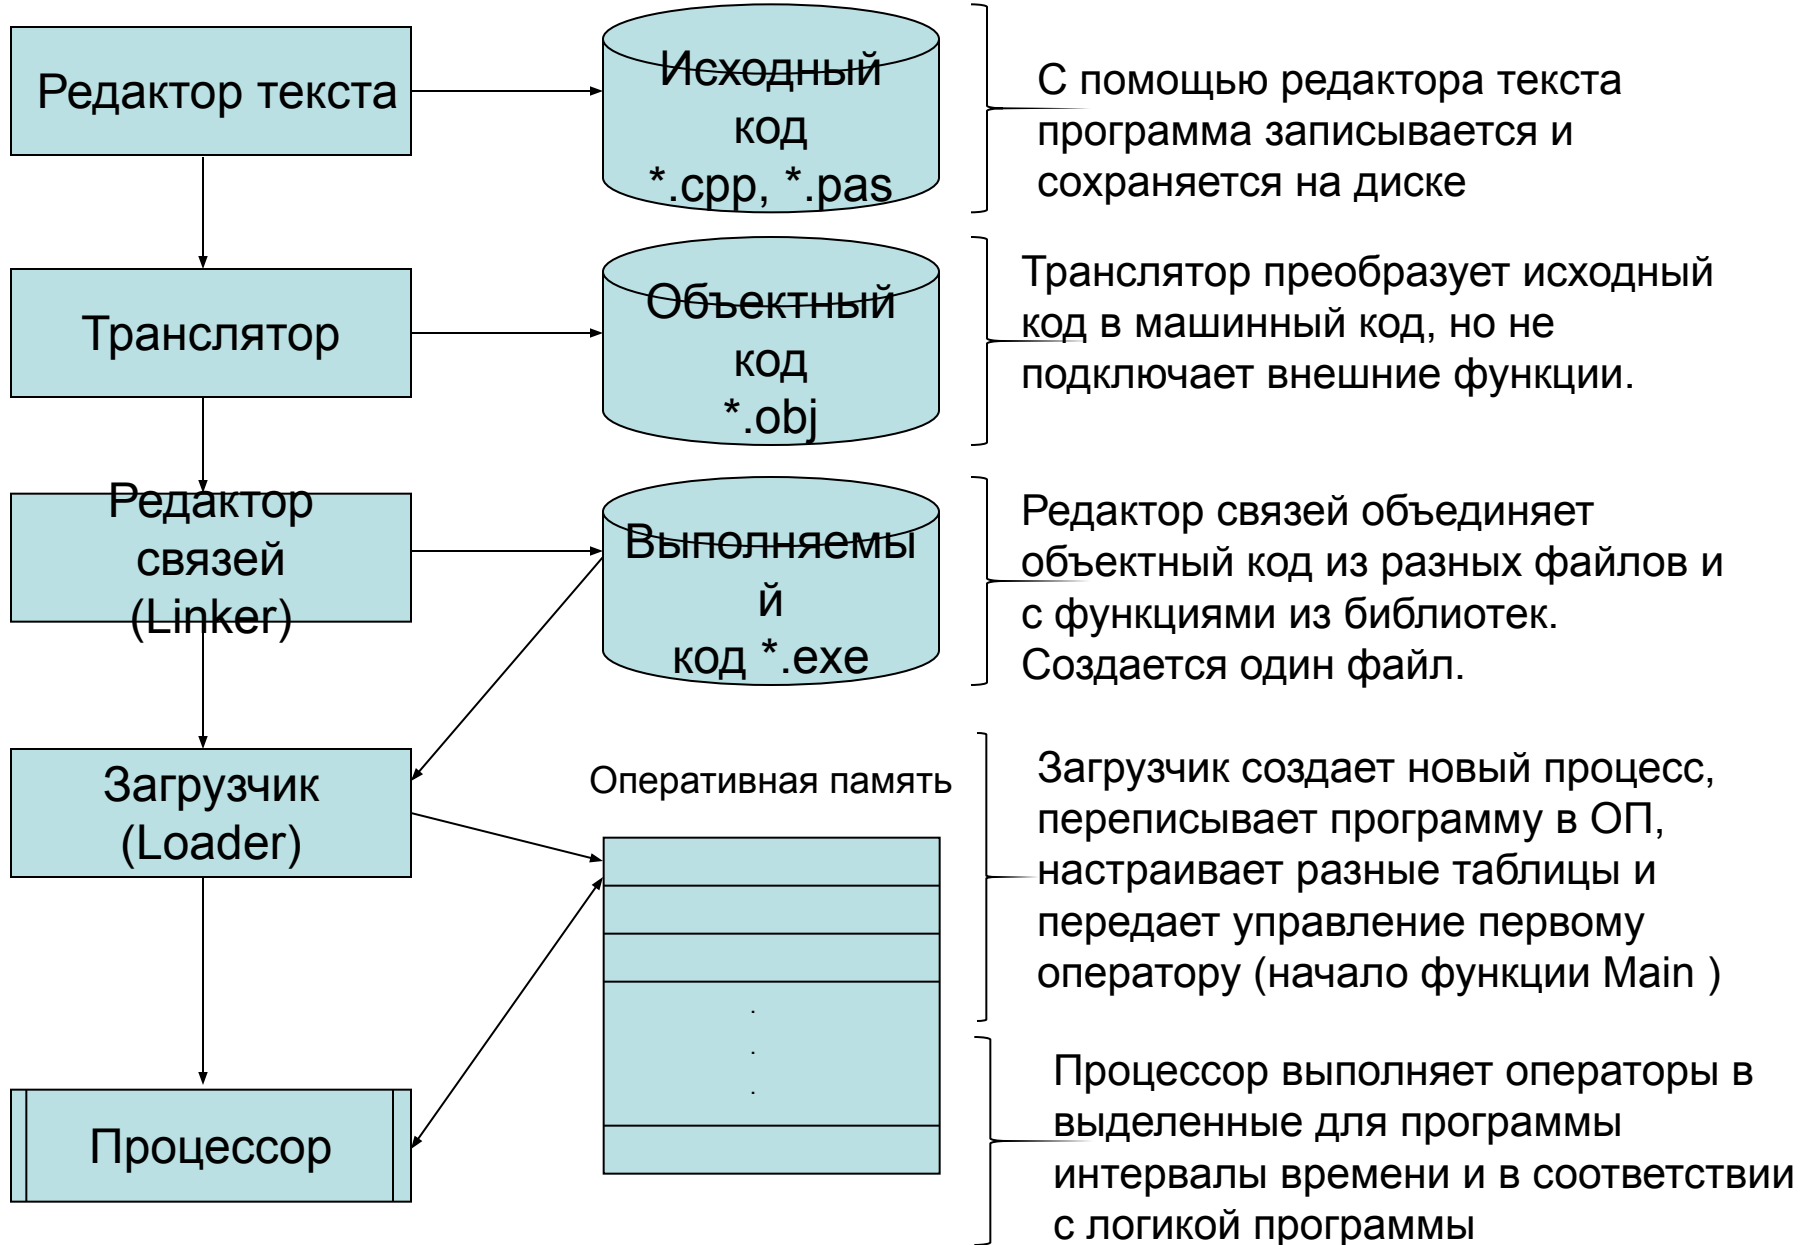 Редактор текста
Исходный
код
*.cpp, *.pas
С помощью редактора текста
программа записывается и
сохраняется на диске
Транслятор
Объектный
код
*.obj
Транслятор преобразует исходный
код в машинный код, но не
подключает внешние функции.
Редактор
связей
(Linker)
Выполняемы
й
код *.exe
Редактор связей объединяет
объектный код из разных файлов и
с функциями из библиотек.
Создается один файл.
Загрузчик
(Loader)
Оперативная память
.
.
.
Загрузчик создает новый процесс,
переписывает программу в ОП,
настраивает разные таблицы и
передает управление первому
оператору (начало функции Main )
Процессор
Процессор выполняет операторы в
выделенные для программы
интервалы времени и в соответствии
с логикой программы